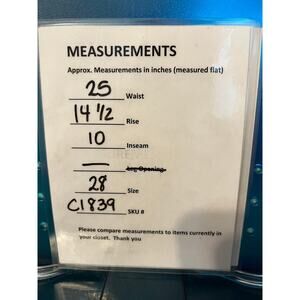 MEASUREMENTS
Approx. Measurements in inches (measured flat)
25 Waist
14 1/2 Rise
10 Inseam
— Leg Opening
28 Size
C1839 SKU #
Please compare measurements to items currently in
your closet. Thank you